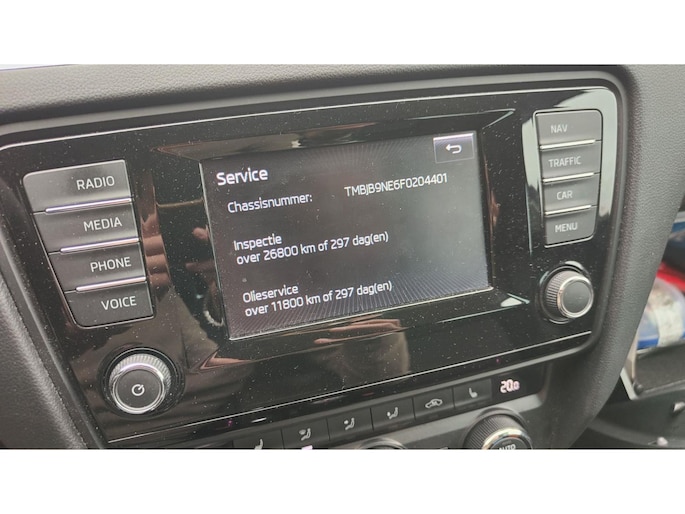 RADIO
MEDIA
PHONE
VOICE
Service
Chassisnummer: TMBJB9NE6F0204401
Inspectie
over 26800 km of 297 dag(en)
Olieservice
over 11800 km of 297 dag(en)
NAV
TRAFFIC
CAR
MENU
20.0
AUTO